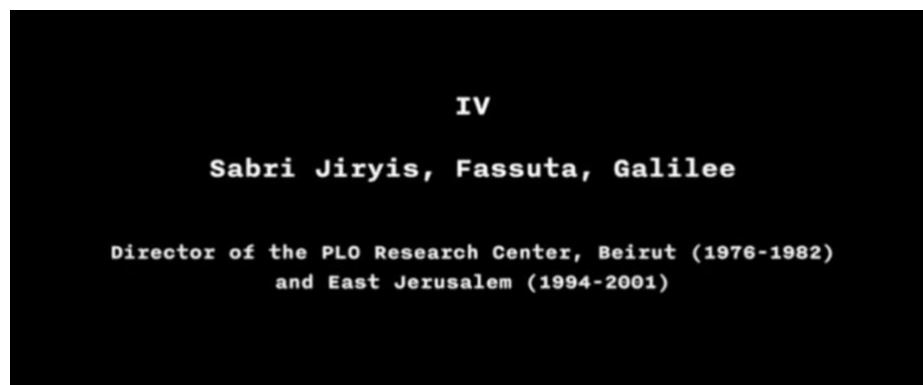 IV
Sabri Jiryis, Fassuta, Galilee
Director of the PLO Research Center, Beirut (1976-1982)
and East Jerusalem (1994-2001)